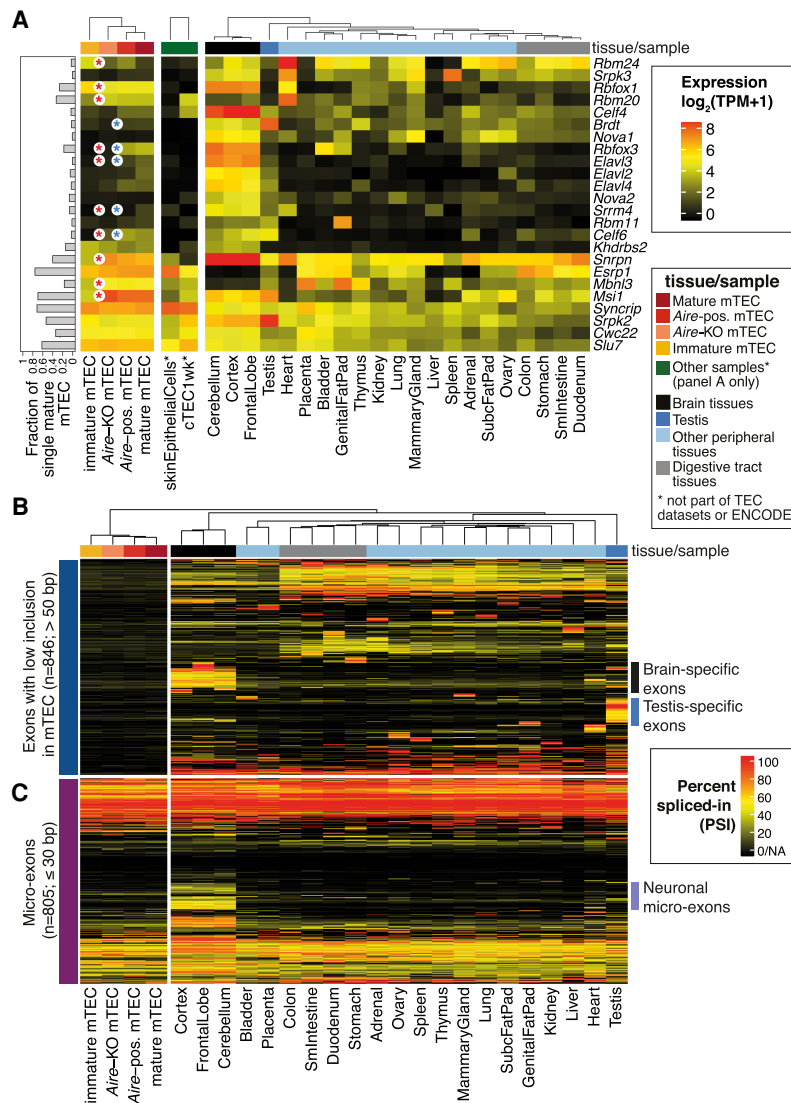 A
tissue/sample
Rbm24
Srpk3
Rbfox1
Rbm20
Celf4
Brdt
Nova1
Rbfox3
Elavl3
Elavl2
Elavl4
Nova2
Srrm4
Rbm11
Celf6
Khdrbs2
Snrpn
Esrp1
Mbnl3
Msi1
Syncrip
Srpk2
Cwc22
Slu7
* * * * * * * * * * * * * * *
1
0.8
0.6
0.4
0.2
0
Fraction of
single mature
mTEC
immature mTEC
Aire–KO mTEC
Aire–pos. mTEC
mature mTEC
skinEpithelialCells*
cTEC1wk*
Cerebellum
Cortex
FrontalLobe
Testis
Heart
Placenta
Bladder
GenitalFatPad
Thymus
Kidney
Lung
MammaryGland
Liver
Spleen
Adrenal
SubcFatPad
Ovary
Colon
Stomach
SmIntestine
Duodenum
Expression
log2(TPM+1)
8
6
4
2
0
tissue/sample
Mature mTEC
Aire-pos. mTEC
Aire-KO mTEC
Immature mTEC
Other samples*
(panel A only)
Brain tissues
Testis
Other peripheral
tissues
Digestive tract
tissues
* not part of TEC
datasets or ENCODE
B
tissue/sample
Exons with low inclusion
in mTEC (n=846; > 50 bp)
Brain-specific
exons
Testis-specific
exons
C
Micro-exons
(n=805; ≤ 30 bp)
Percent
spliced-in
(PSI)
100
80
60
40
20
0/NA
Neuronal
micro-exons
immature mTEC
Aire–KO mTEC
Aire–pos. mTEC
mature mTEC
Cortex
FrontalLobe
Cerebellum
Bladder
Placenta
Colon
SmIntestine
Duodenum
Stomach
Adrenal
Ovary
Spleen
Thymus
MammaryGland
Lung
SubcFatPad
GenitalFatPad
Kidney
Liver
Heart
Testis